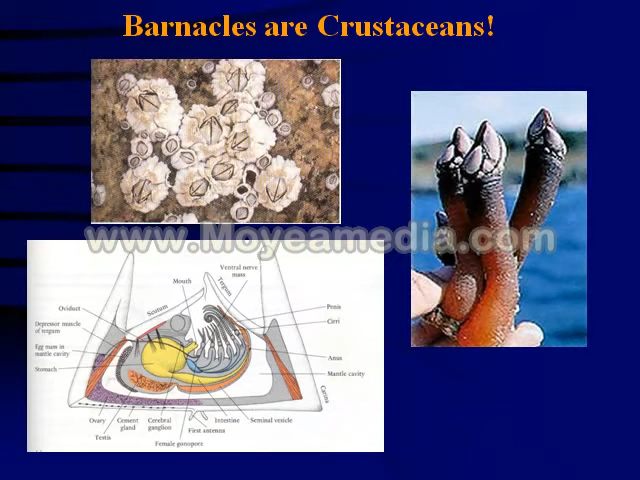 Barnacles are Crustaceans!
www.Moyeamedia.com
Ventral nerve
mass
Mouth
Tergum
Scutum
Oviduct
Penis
Depressor muscle
of tergum
Cirri
Egg mass in
mantle cavity
Anus
Stomach
Mantle cavity
Carina
Ovary
Cement
gland
Cerebral
ganglion
Intestine
Seminal vesicle
Testis
First antenna
Female gonopore